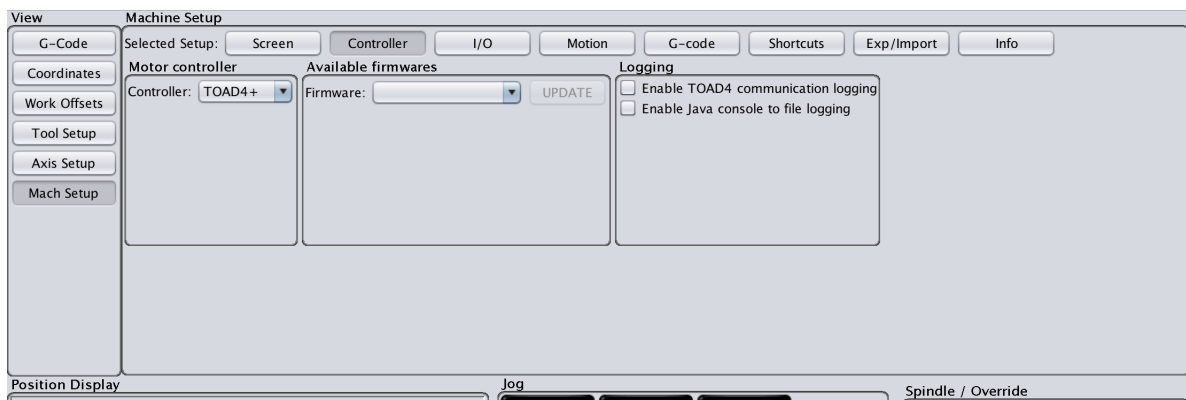 View
Machine Setup
G-Code
Selected Setup: Screen Controller I/O Motion G-code Shortcuts Exp/Import Info
Coordinates
Work Offsets
Tool Setup
Axis Setup
Mach Setup
Motor controller
Controller: TOAD4+
Available firmwares
Firmware: UPDATE
Logging
Enable TOAD4 communication logging
Enable Java console to file logging
Position Display
Jog
Spindle / Override